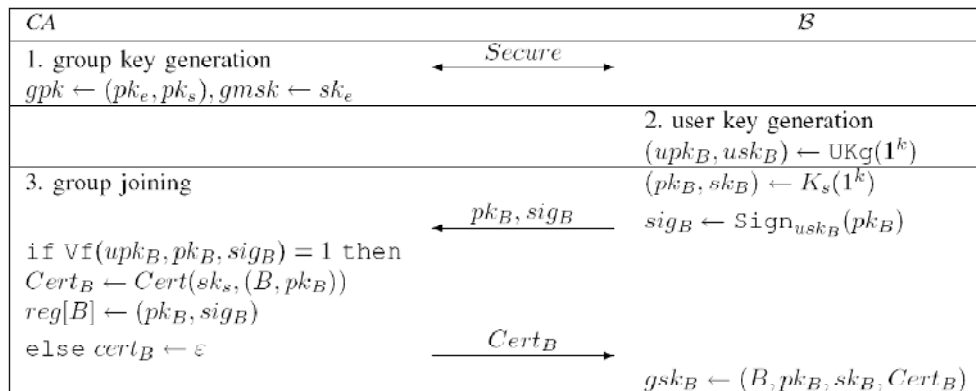 CA B
1. group key generation Secure
gpk ← (pk_e, pk_s), gmsk ← sk_e
2. user key generation
(upk_B, usk_B) ← UKg(1^k)
3. group joining (pk_B, sk_B) ← K_s(1^k)
pk_B, sig_B sig_B ← Sign_{usk_B}(pk_B)
if Vf(upk_B, pk_B, sig_B) = 1 then
Cert_B ← Cert(sk_s, (B, pk_B))
reg[B] ← (pk_B, sig_B)
else cert_B ← ε Cert_B
gsk_B ← (B, pk_B, sk_B, Cert_B)